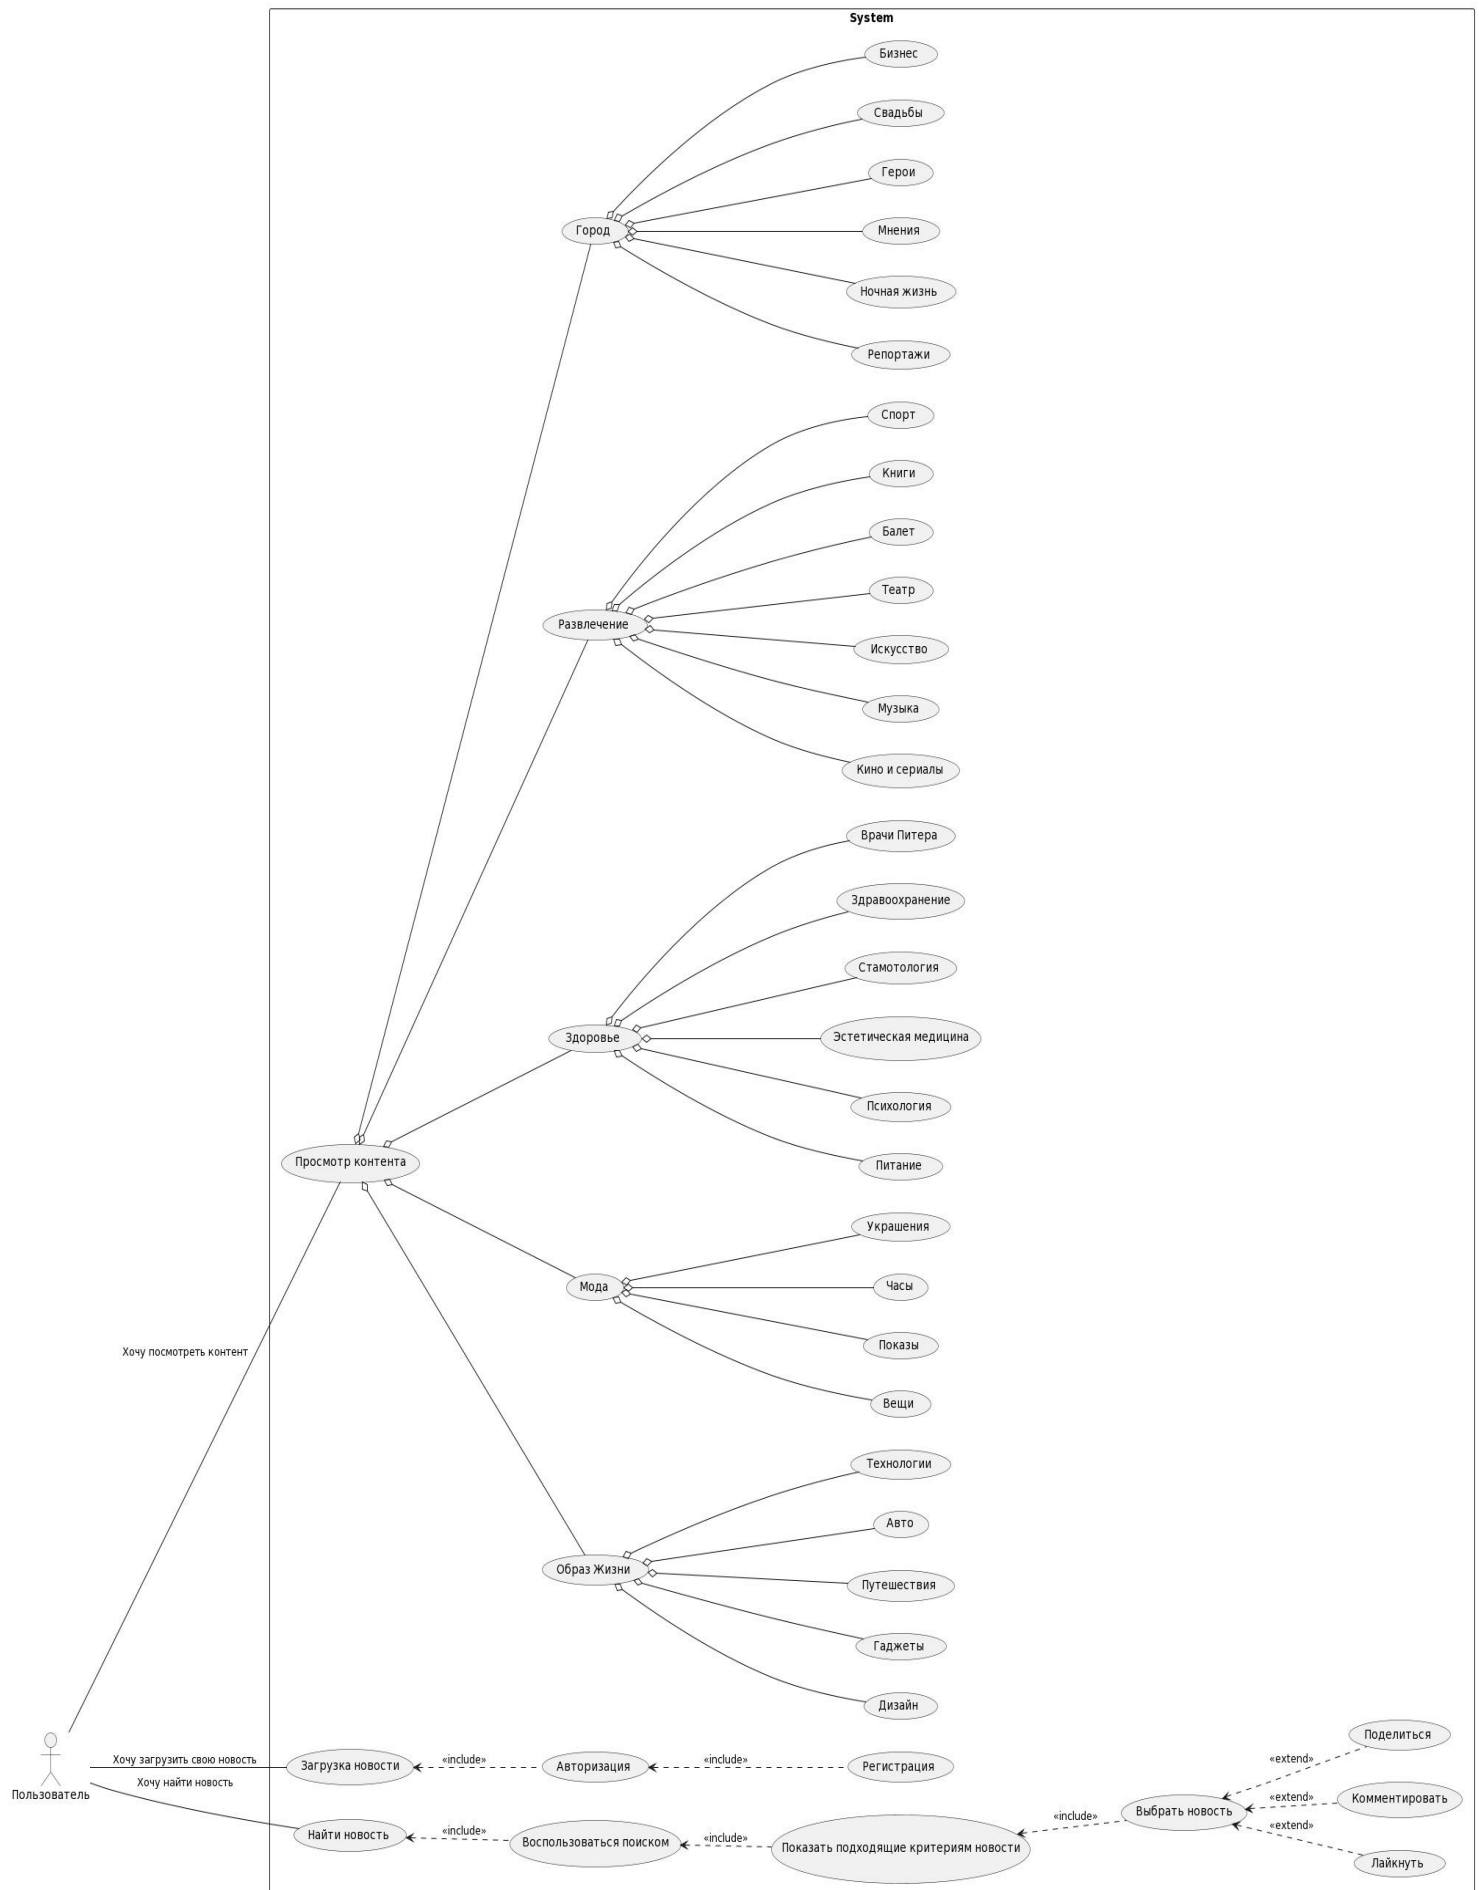 System
Бизнес
Свадьбы
Герои
Город
Мнения
Ночная жизнь
Репортажи
Спорт
Книги
Балет
Театр
Развлечение
Искусство
Музыка
Кино и сериалы
Врачи Питера
Здравоохранение
Стамотология
Здоровье
Эстетическая медицина
Психология
Просмотр контента
Питание
Украшения
Мода
Часы
Показы
Хочу посмотреть контент
Вещи
Технологии
Авто
Образ Жизни
Путешествия
Гаджеты
Дизайн
Поделиться
Хочу загрузить свою новость
Загрузка новости
«include»
Авторизация
«include»
Регистрация
«extend»
Хочу найти новость
Пользователь
Выбрать новость
«extend»
Комментировать
Найти новость
«include»
Воспользоваться поиском
«include»
Показать подходящие критериям новости
«include»
«extend»
Лайкнуть